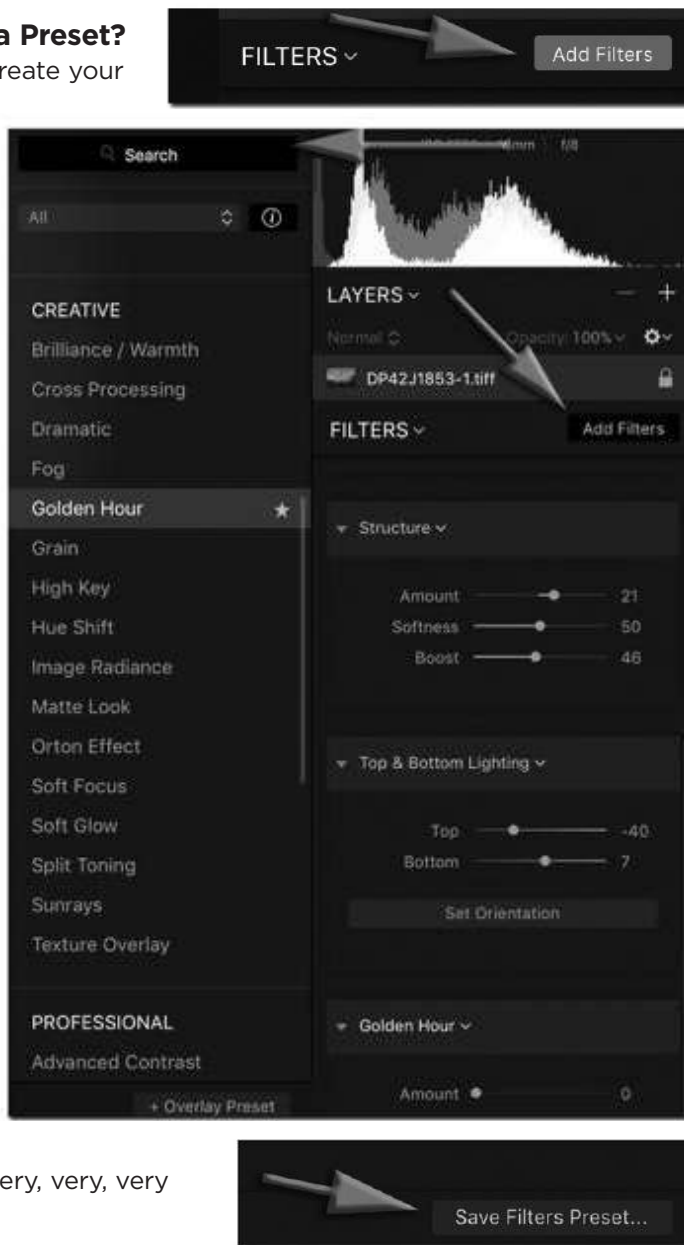 a Preset?
reate your
FILTERS
Add Filters
Search
mm f/8
All
CREATIVE
Brilliance / Warmth
Cross Processing
Dramatic
Fog
Golden Hour
Grain
High Key
Hue Shift
Image Radiance
Matte Look
Orton Effect
Soft Focus
Soft Glow
Split Toning
Sunrays
Texture Overlay
PROFESSIONAL
Advanced Contrast
+ Overlay Preset
LAYERS
Normal Opacity: 100%
DP42J1853-1.tiff
FILTERS Add Filters
Structure
Amount 21
Softness 50
Boost 46
Top & Bottom Lighting
Top -40
Bottom 7
Set Orientation
Golden Hour
Amount 0
ery, very, very
Save Filters Preset...